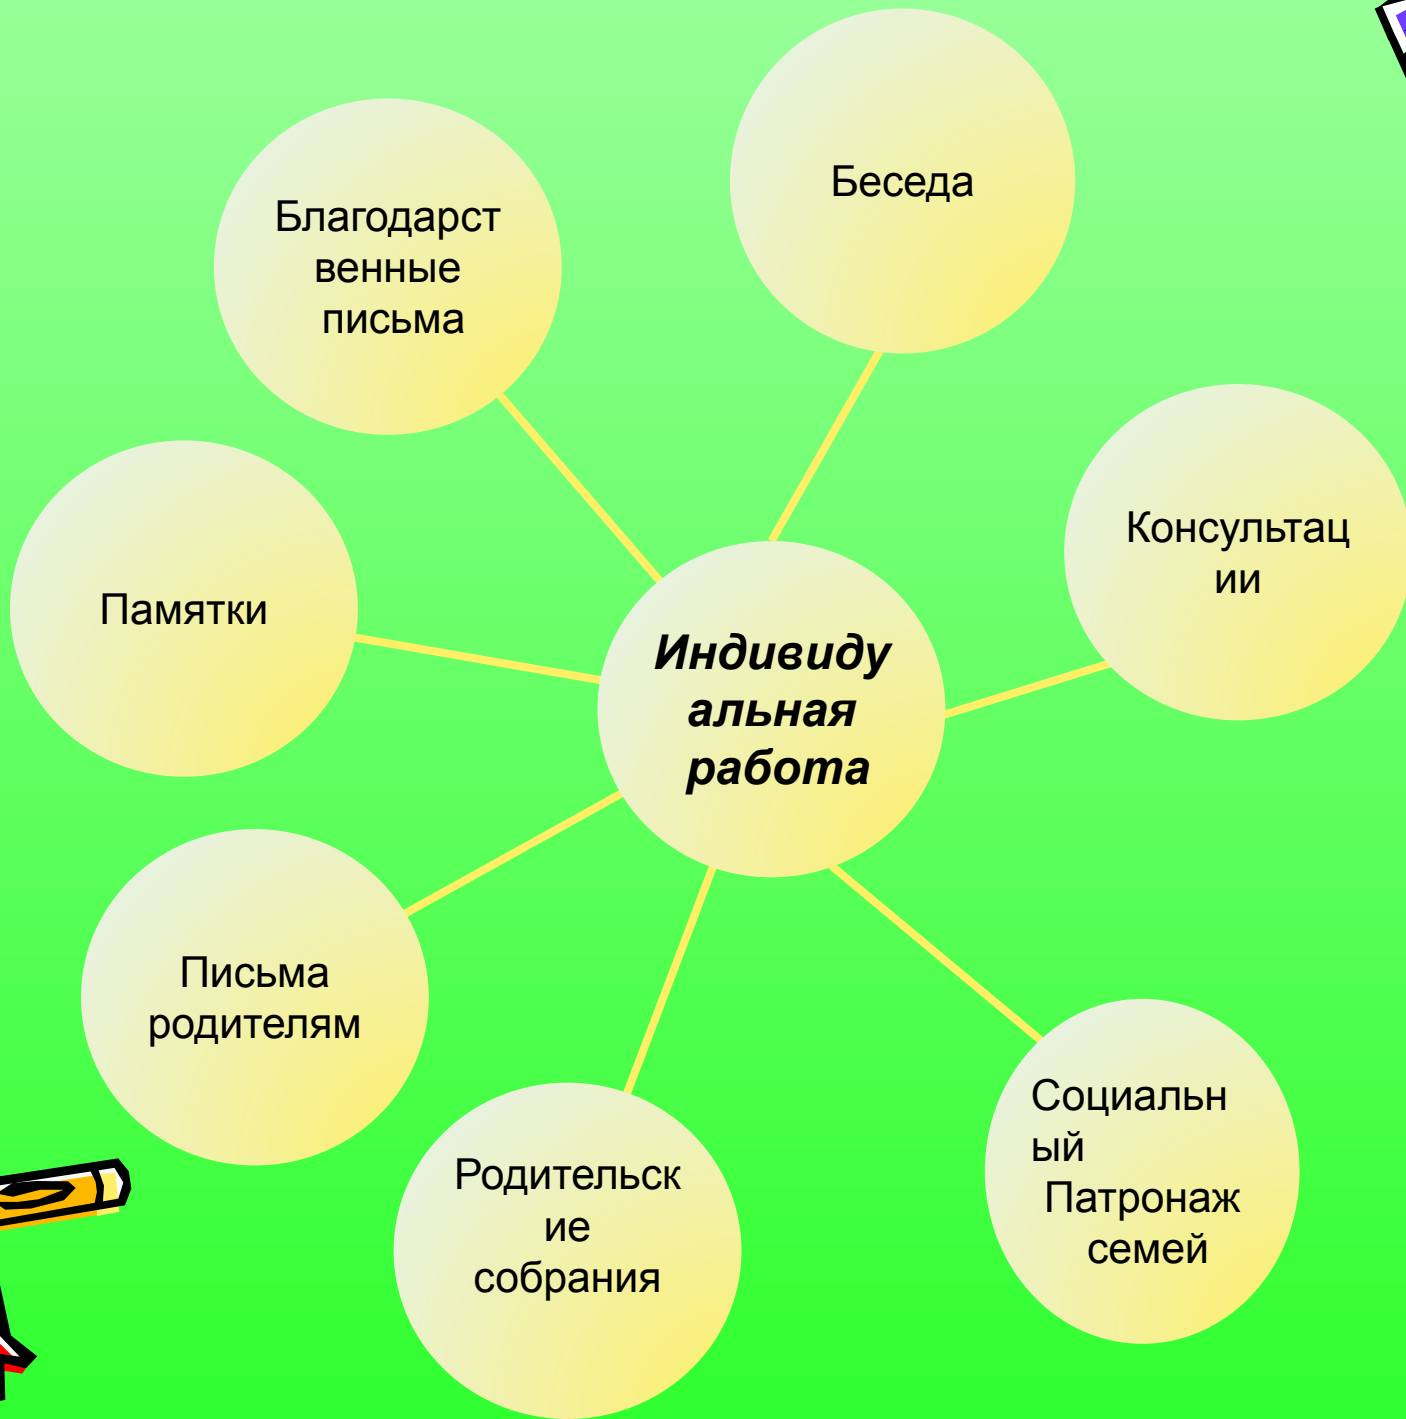 Беседа
Благодарст
венные
письма
Консультац
ии
Памятки
Индивиду
альная
работа
Письма
родителям
Родительск
ие
собрания
Социальн
ый
Патронаж
семей